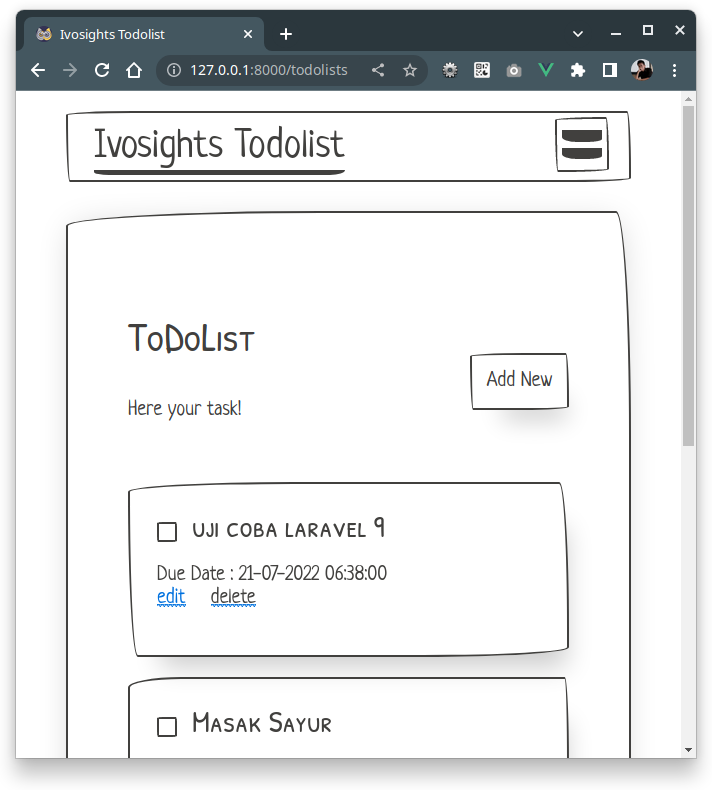 Ivosights Todolist
127.0.0.1:8000/todolists
Ivosights Todolist
ToDoList
Add New
Here your task!
uji coba laravel 9
Due Date : 21-07-2022 06:38:00
edit delete
Masak Sayur